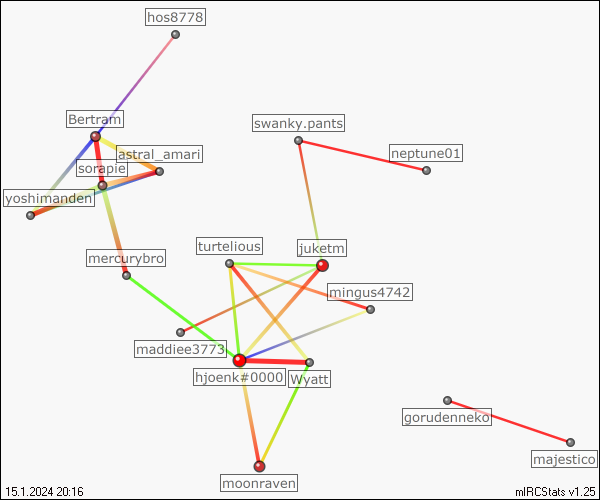 hos8778
Bertram
swanky.pants
astral_amari
neptune01
sorapie
yoshimanden
turtelious
juketm
mercurybro
mingus4742
maddiee3773
hjoenk#0000
Wyatt
gorudenneko
majestico
moonraven
15.1.2024 20:16
mIRCStats v1.25